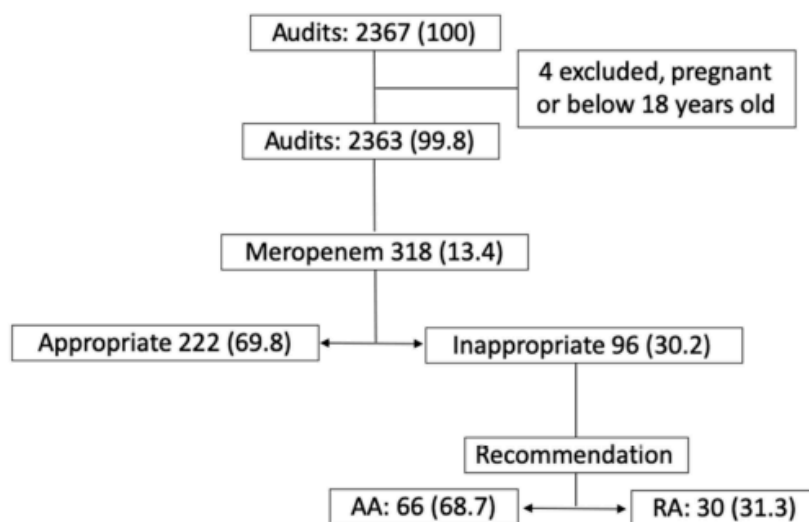 Audits: 2367 (100)
4 excluded, pregnant
or below 18 years old
Audits: 2363 (99.8)
Meropenem 318 (13.4)
Appropriate 222 (69.8)
Inappropriate 96 (30.2)
Recommendation
AA: 66 (68.7)
RA: 30 (31.3)